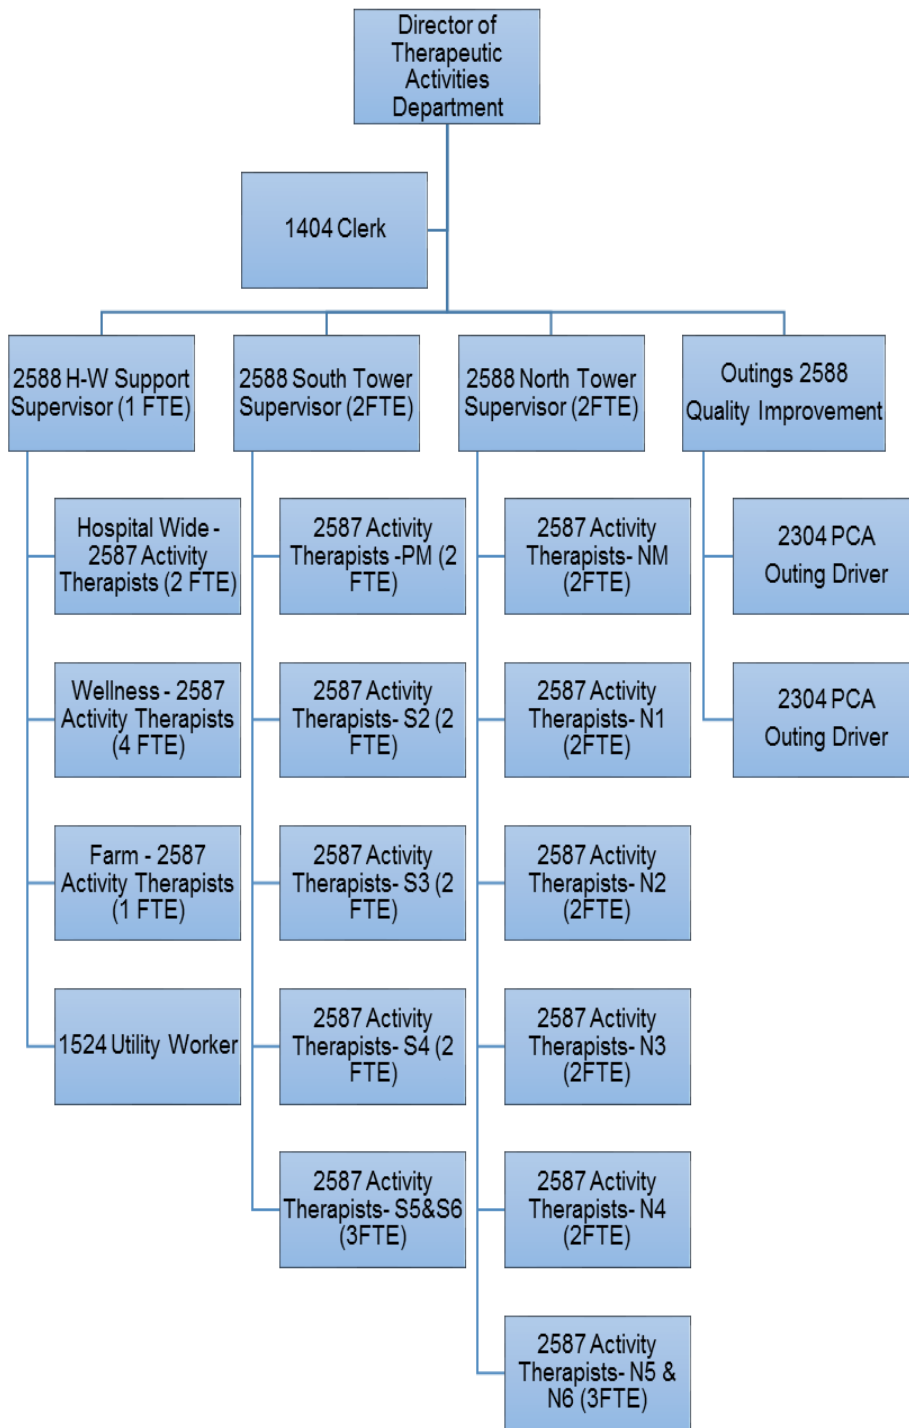 Director of
Therapeutic
Activities
Department
1404 Clerk
2588 H-W Support
Supervisor (1 FTE)
2588 South Tower
Supervisor (2FTE)
2588 North Tower
Supervisor (2FTE)
Outings 2588
Quality Improvement
Hospital Wide -
2587 Activity
Therapists (2 FTE)
Wellness - 2587
Activity Therapists
(4 FTE)
Farm - 2587
Activity Therapists
(1 FTE)
1524 Utility Worker
2587 Activity
Therapists -PM (2
FTE)
2587 Activity
Therapists- S2 (2
FTE)
2587 Activity
Therapists- S3 (2
FTE)
2587 Activity
Therapists- S4 (2
FTE)
2587 Activity
Therapists- S5&S6
(3FTE)
2587 Activity
Therapists- NM
(2FTE)
2587 Activity
Therapists- N1
(2FTE)
2587 Activity
Therapists- N2
(2FTE)
2587 Activity
Therapists- N3
(2FTE)
2587 Activity
Therapists- N4
(2FTE)
2587 Activity
Therapists- N5 &
N6 (3FTE)
2304 PCA
Outing Driver
2304 PCA
Outing Driver